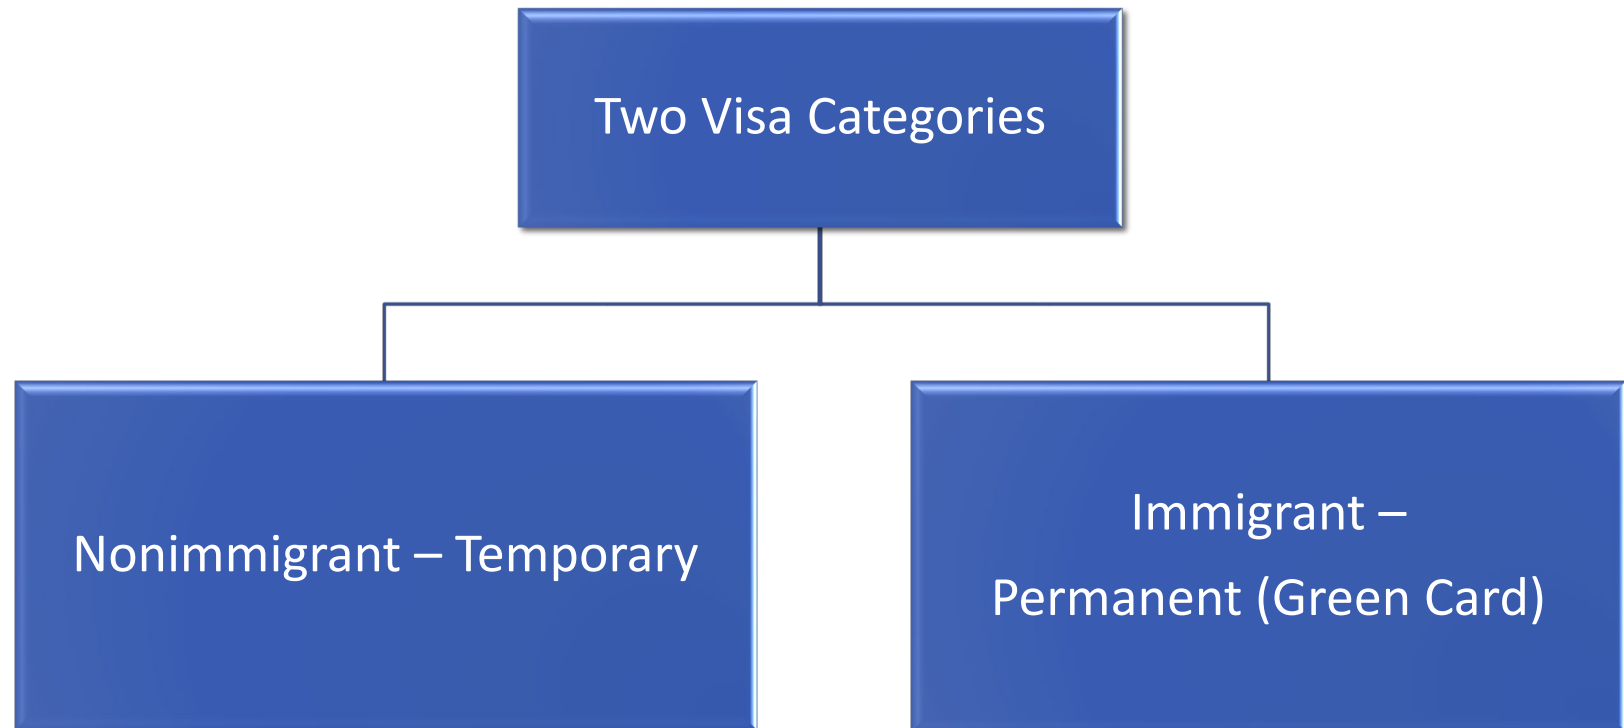 Two Visa Categories
Nonimmigrant – Temporary
Immigrant –
Permanent (Green Card)